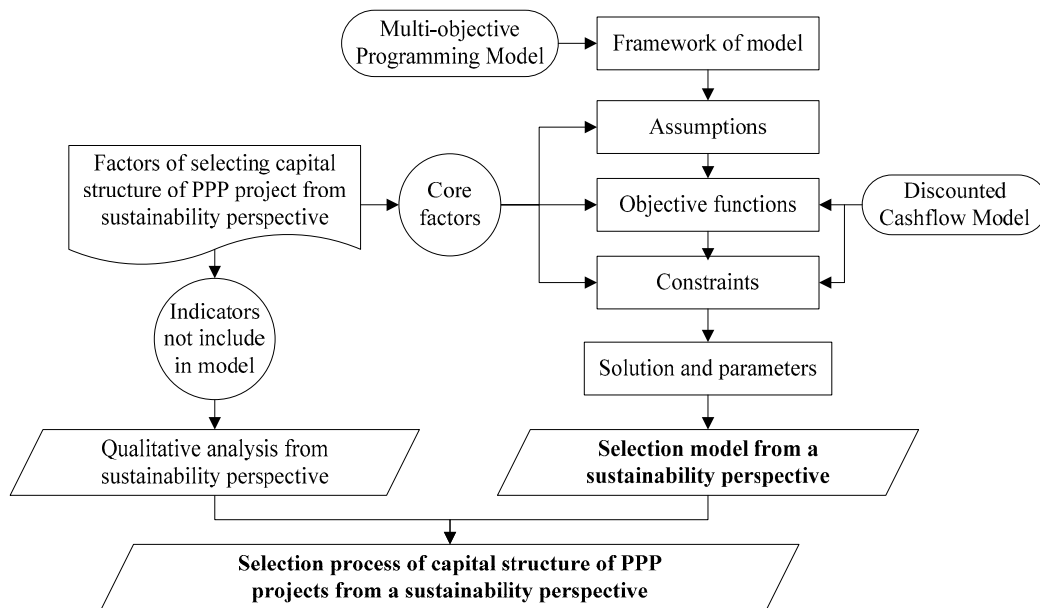 Multi-objective
Programming Model
Framework of model
Assumptions
Factors of selecting capital
structure of PPP project from
sustainability perspective
Core
factors
Objective functions
Discounted
Cashflow Model
Constraints
Indicators
not include
in model
Solution and parameters
Qualitative analysis from
sustainability perspective
Selection model from a
sustainability perspective
Selection process of capital structure of PPP
projects from a sustainability perspective